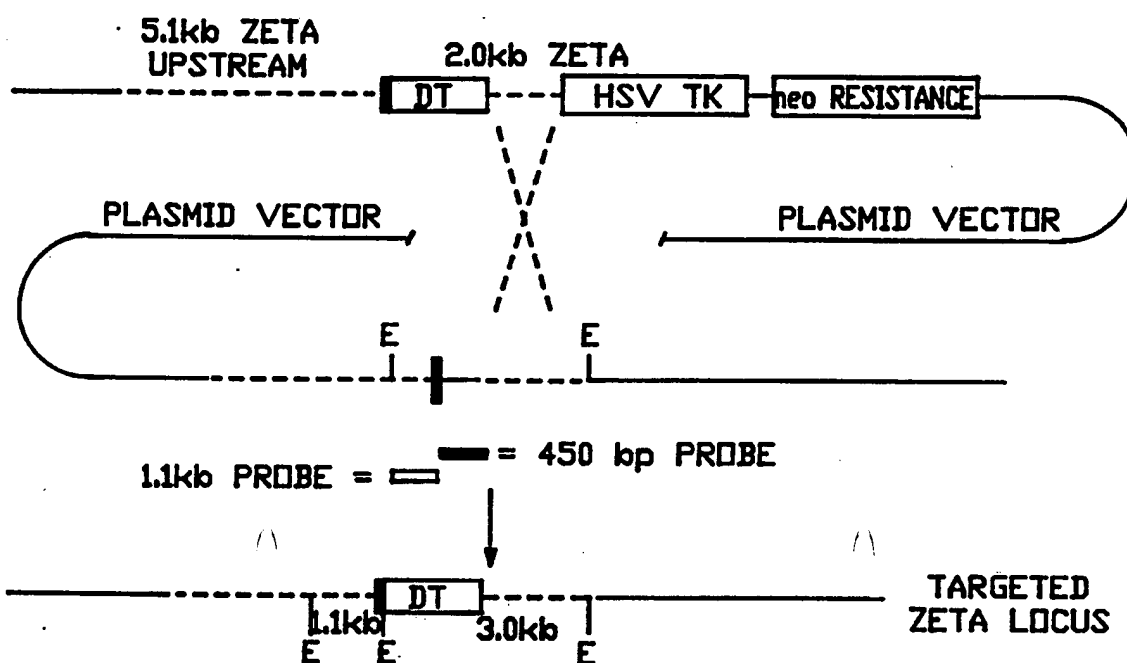 5.1kb ZETA
UPSTREAM
2.0kb ZETA
DT
HSV TK
neo RESISTANCE
PLASMID VECTOR
PLASMID VECTOR
E
E
= 450 bp PROBE
1.1kb PROBE =
DT
TARGETED
ZETA LOCUS
1.1kb
3.0kb
E
E
E